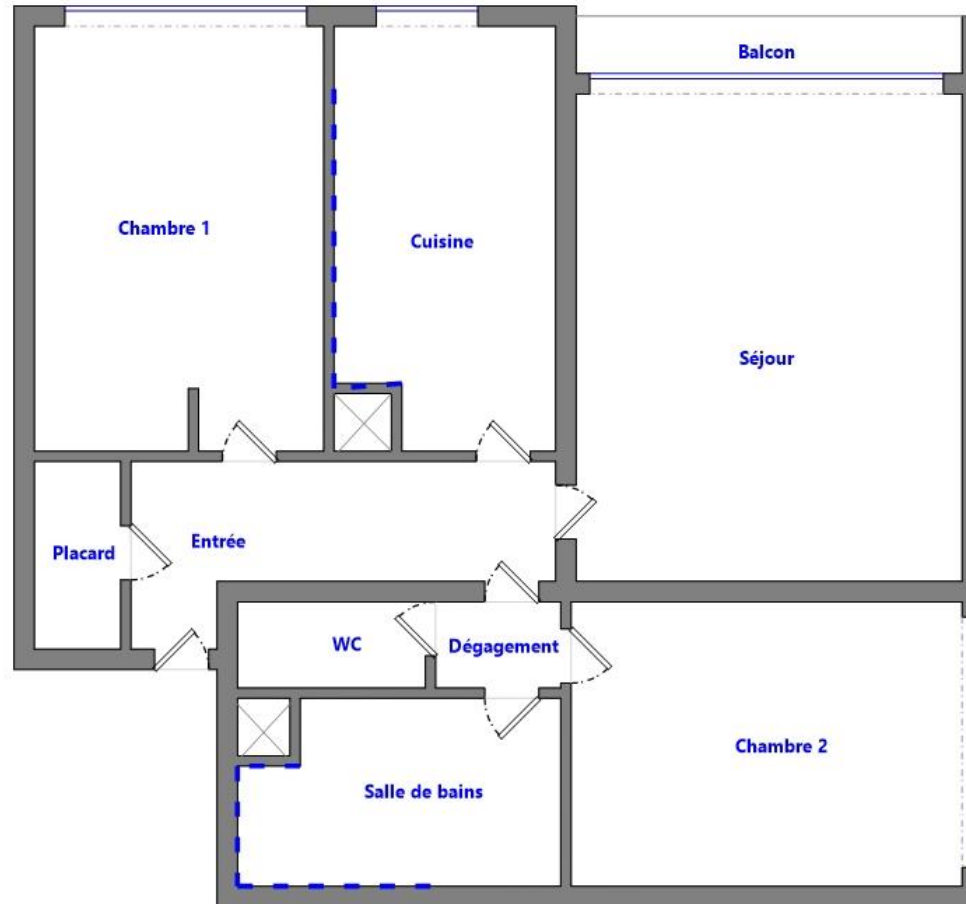 Balcon
Chambre 1
Cuisine
Séjour
Placard
Entrée
WC
Dégagement
Chambre 2
Salle de bains